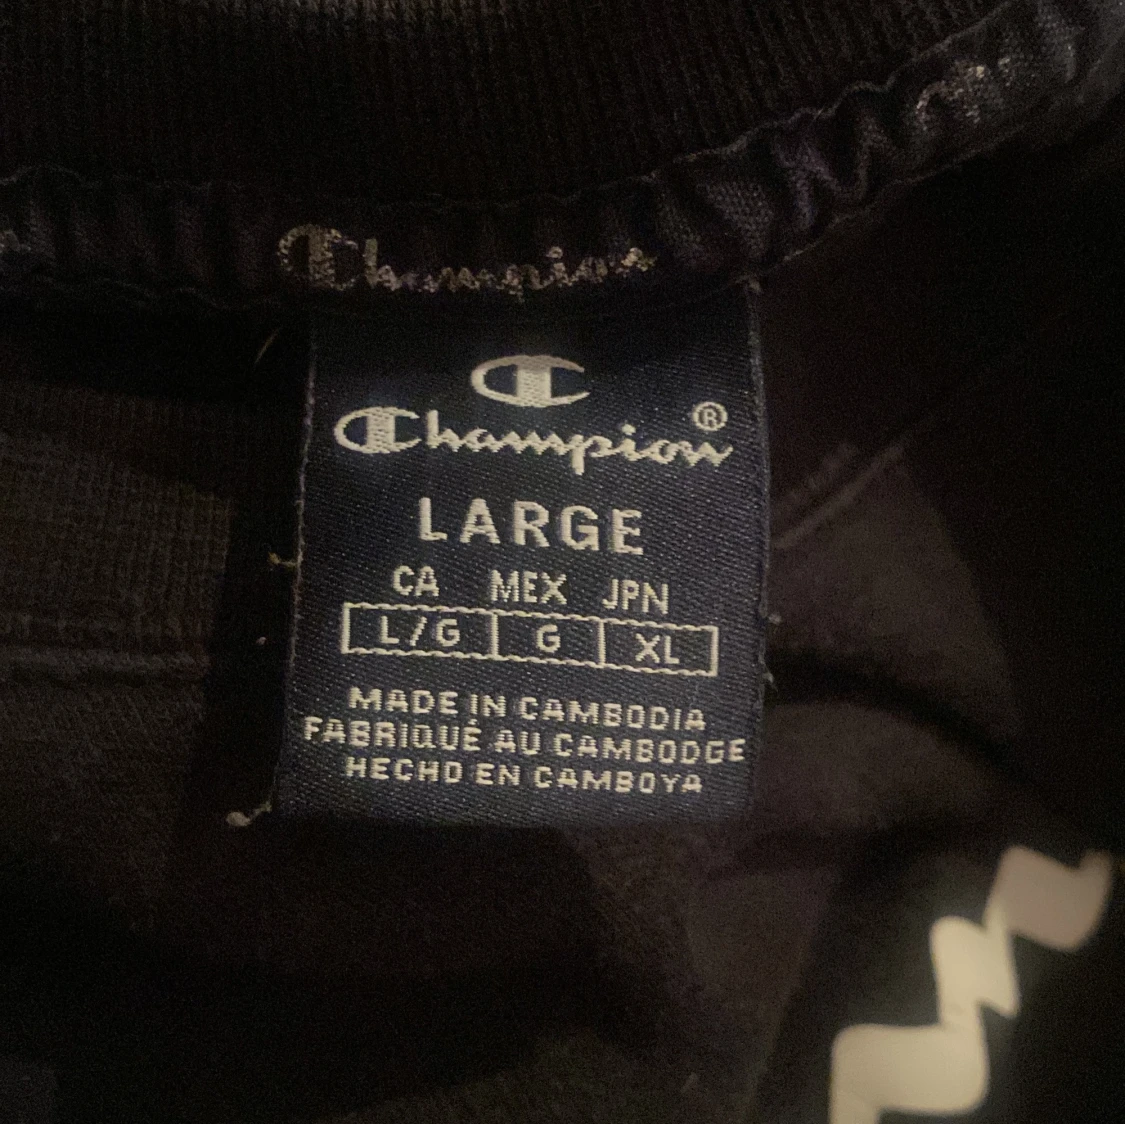 Champion
Champion®
LARGE
CA MEX JPN
L/G G XL
MADE IN CAMBODIA
FABRIQUÉ AU CAMBODGE
HECHO EN CAMBOYA